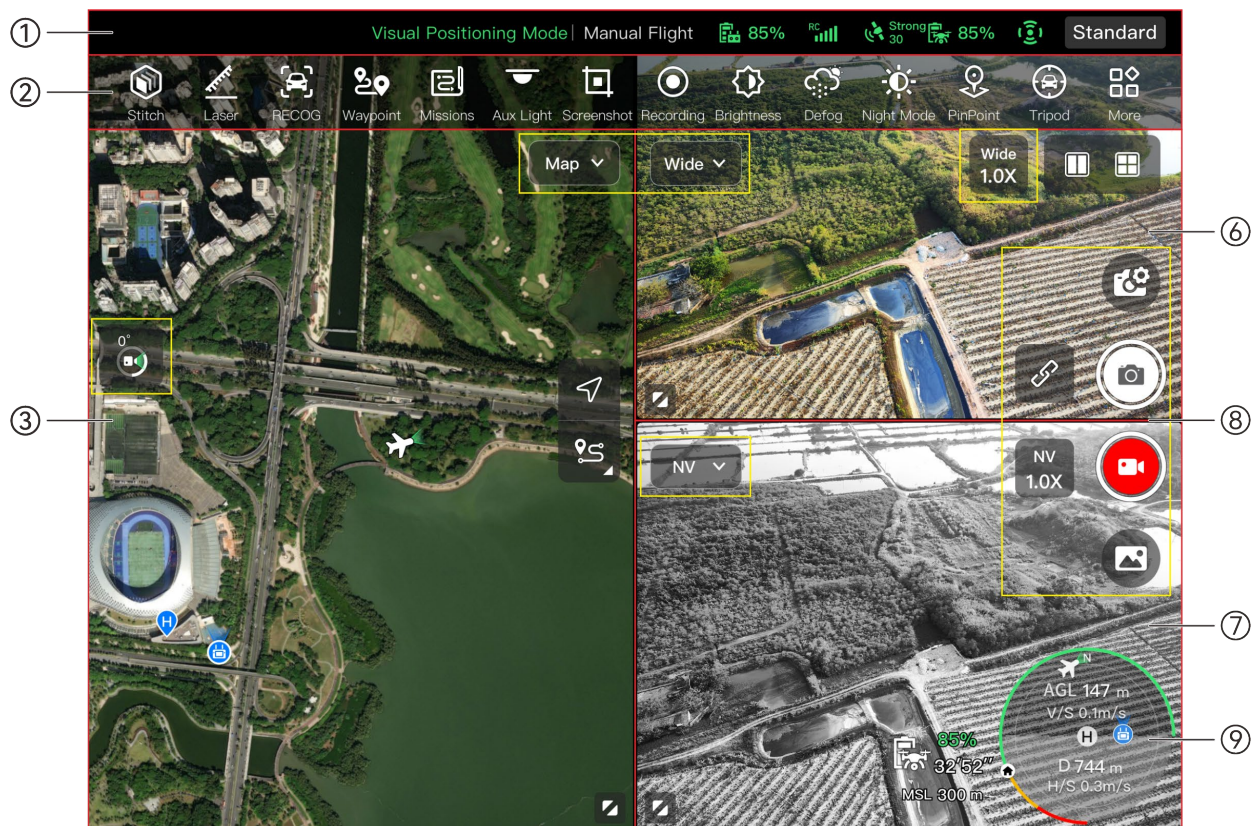 ① Visual Positioning Mode | Manual Flight 85% RC Strong 30 85% Standard
② Stitch Laser RECOG Waypoint Missions Aux Light Screenshot Recording Brightness Defog Night Mode PinPoint Tripod More
Map Wide Wide
1.0X
⑥
0°
③
⑧
NV NV
1.0X
H
⑦
N
AGL 147 m
V/S 0.1m/s
H
⑨
85%
32'52"
D 744 m
H/S 0.3m/s
MSL 300 m